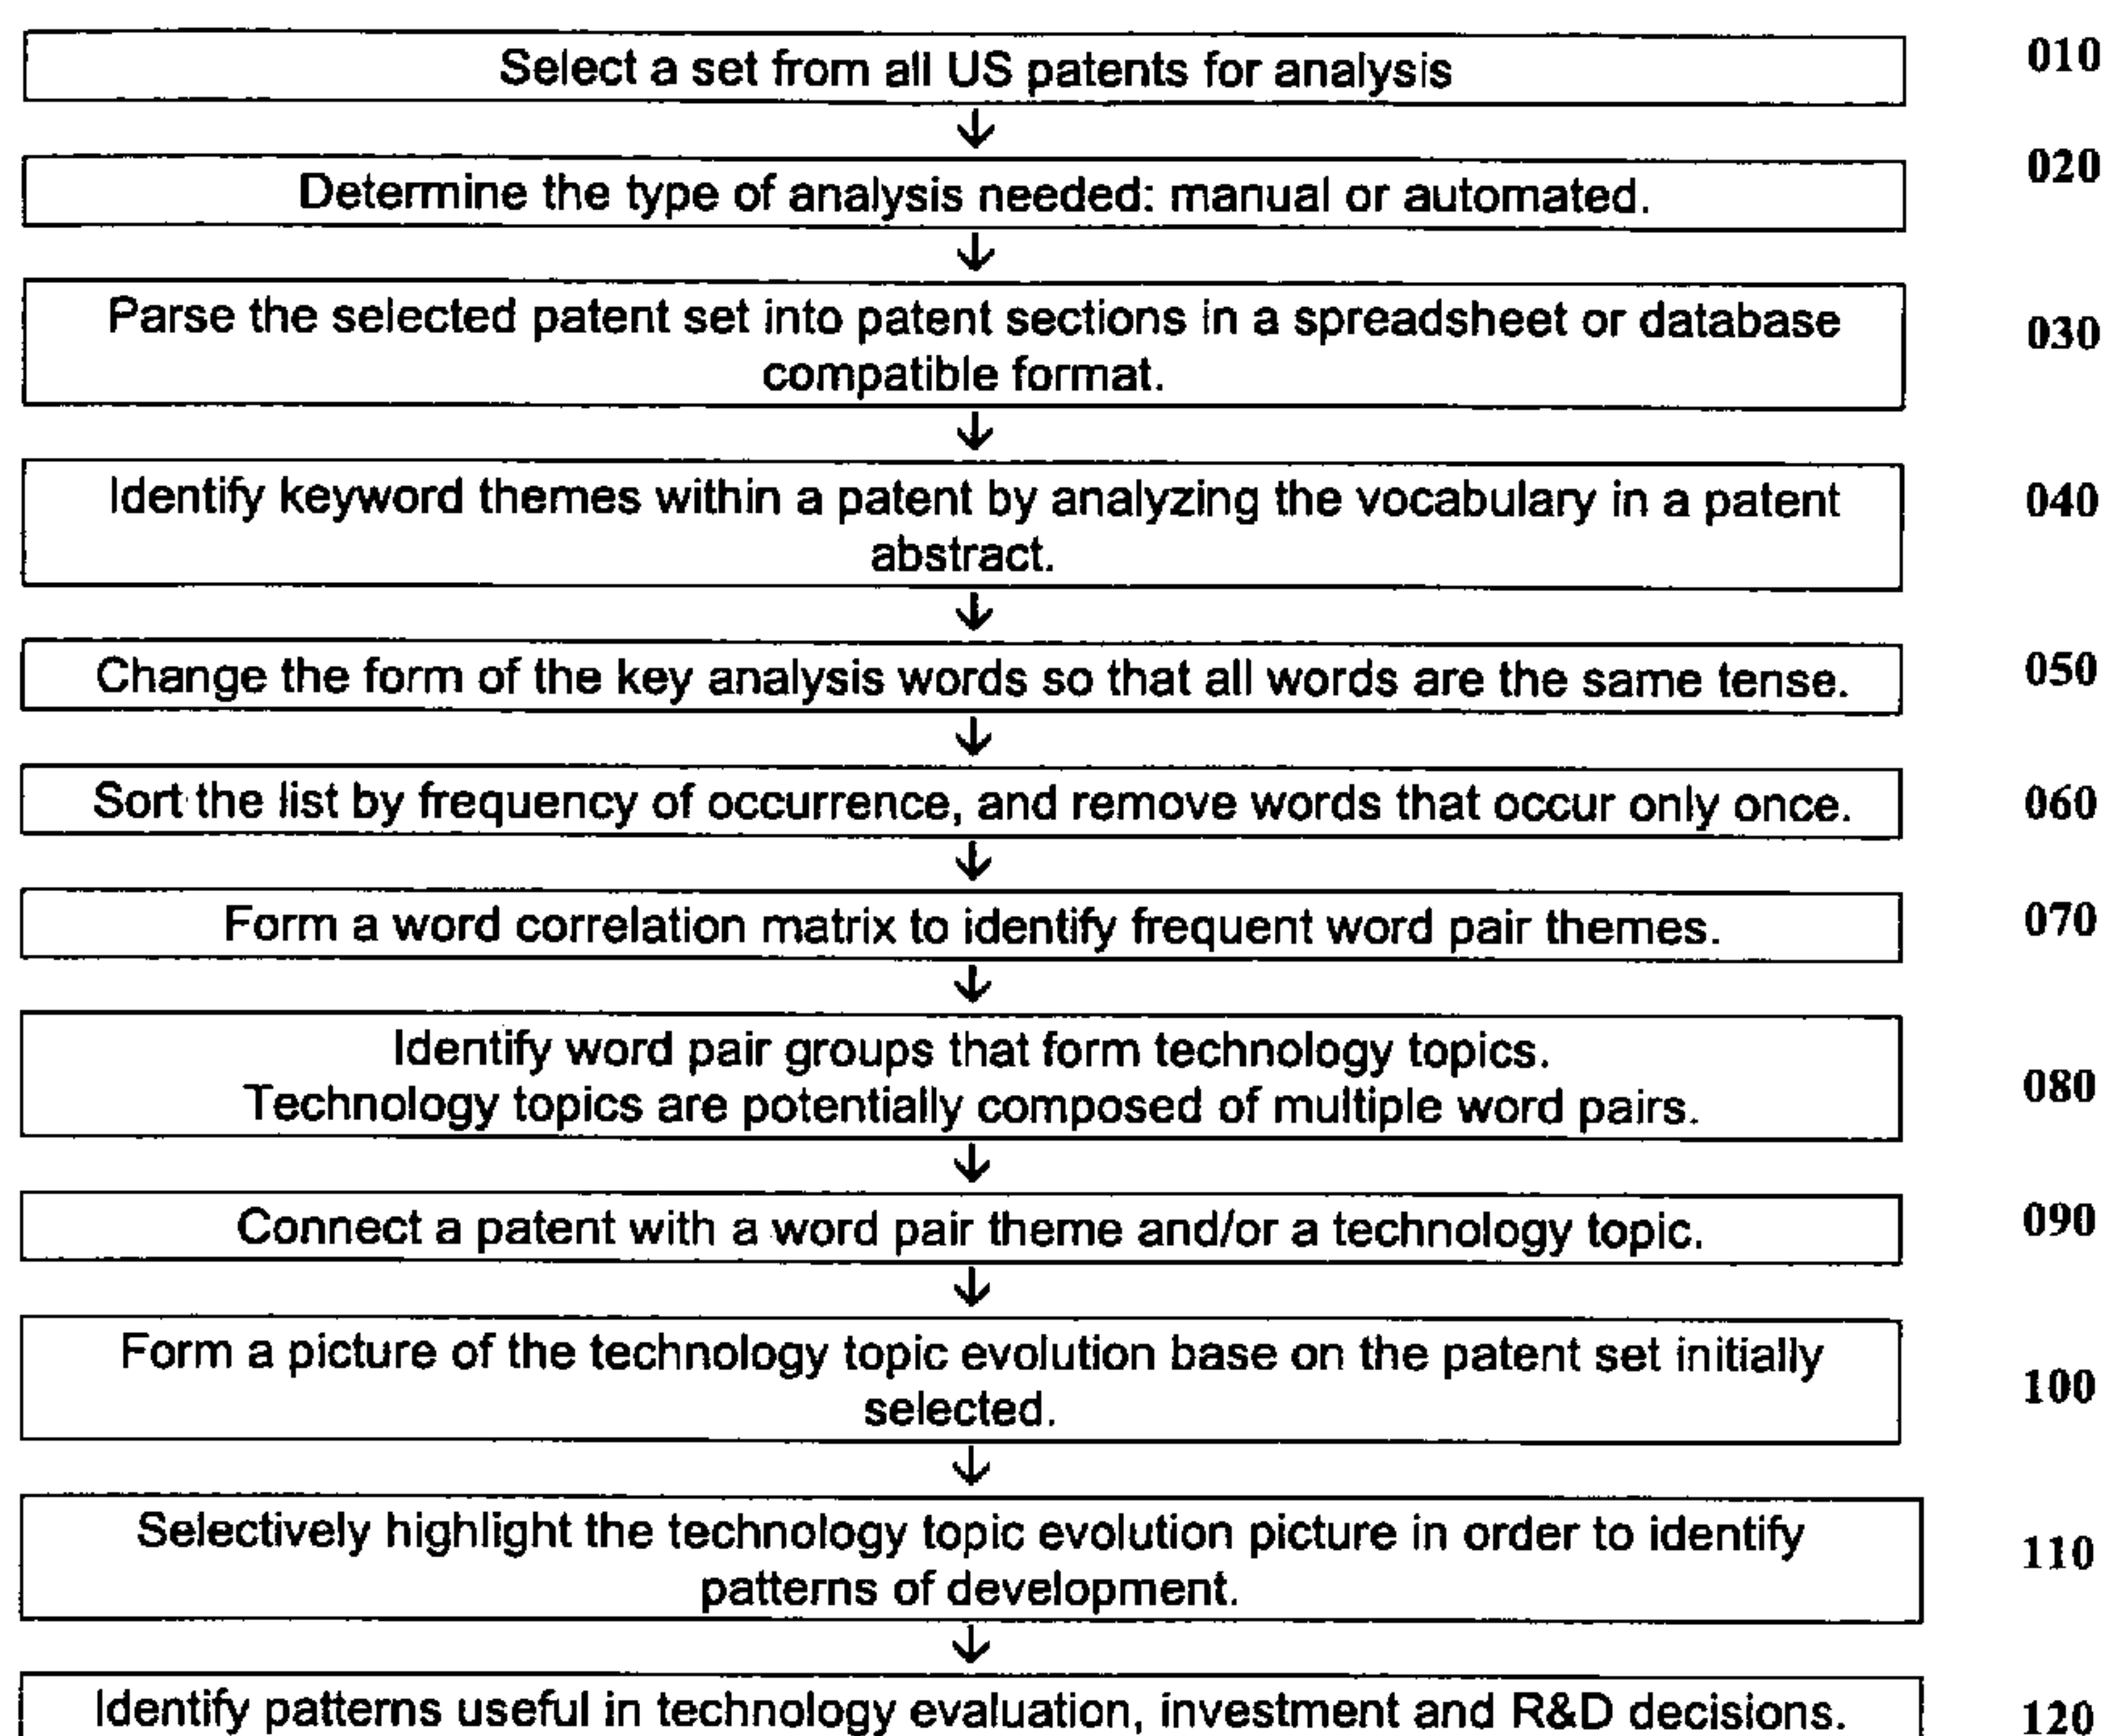 Select a set from all US patents for analysis
010
Determine the type of analysis needed: manual or automated.
020
Parse the selected patent set into patent sections in a spreadsheet or database
compatible format.
030
Identify keyword themes within a patent by analyzing the vocabulary in a patent
abstract.
040
Change the form of the key analysis words so that all words are the same tense.
050
Sort the list by frequency of occurrence, and remove words that occur only once.
060
Form a word correlation matrix to identify frequent word pair themes.
070
Identify word pair groups that form technology topics.
Technology topics are potentially composed of multiple word pairs.
080
Connect a patent with a word pair theme and/or a technology topic.
090
Form a picture of the technology topic evolution base on the patent set initially
selected.
100
Selectively highlight the technology topic evolution picture in order to identify
patterns of development.
110
Identify patterns useful in technology evaluation, investment and R&D decisions.
120